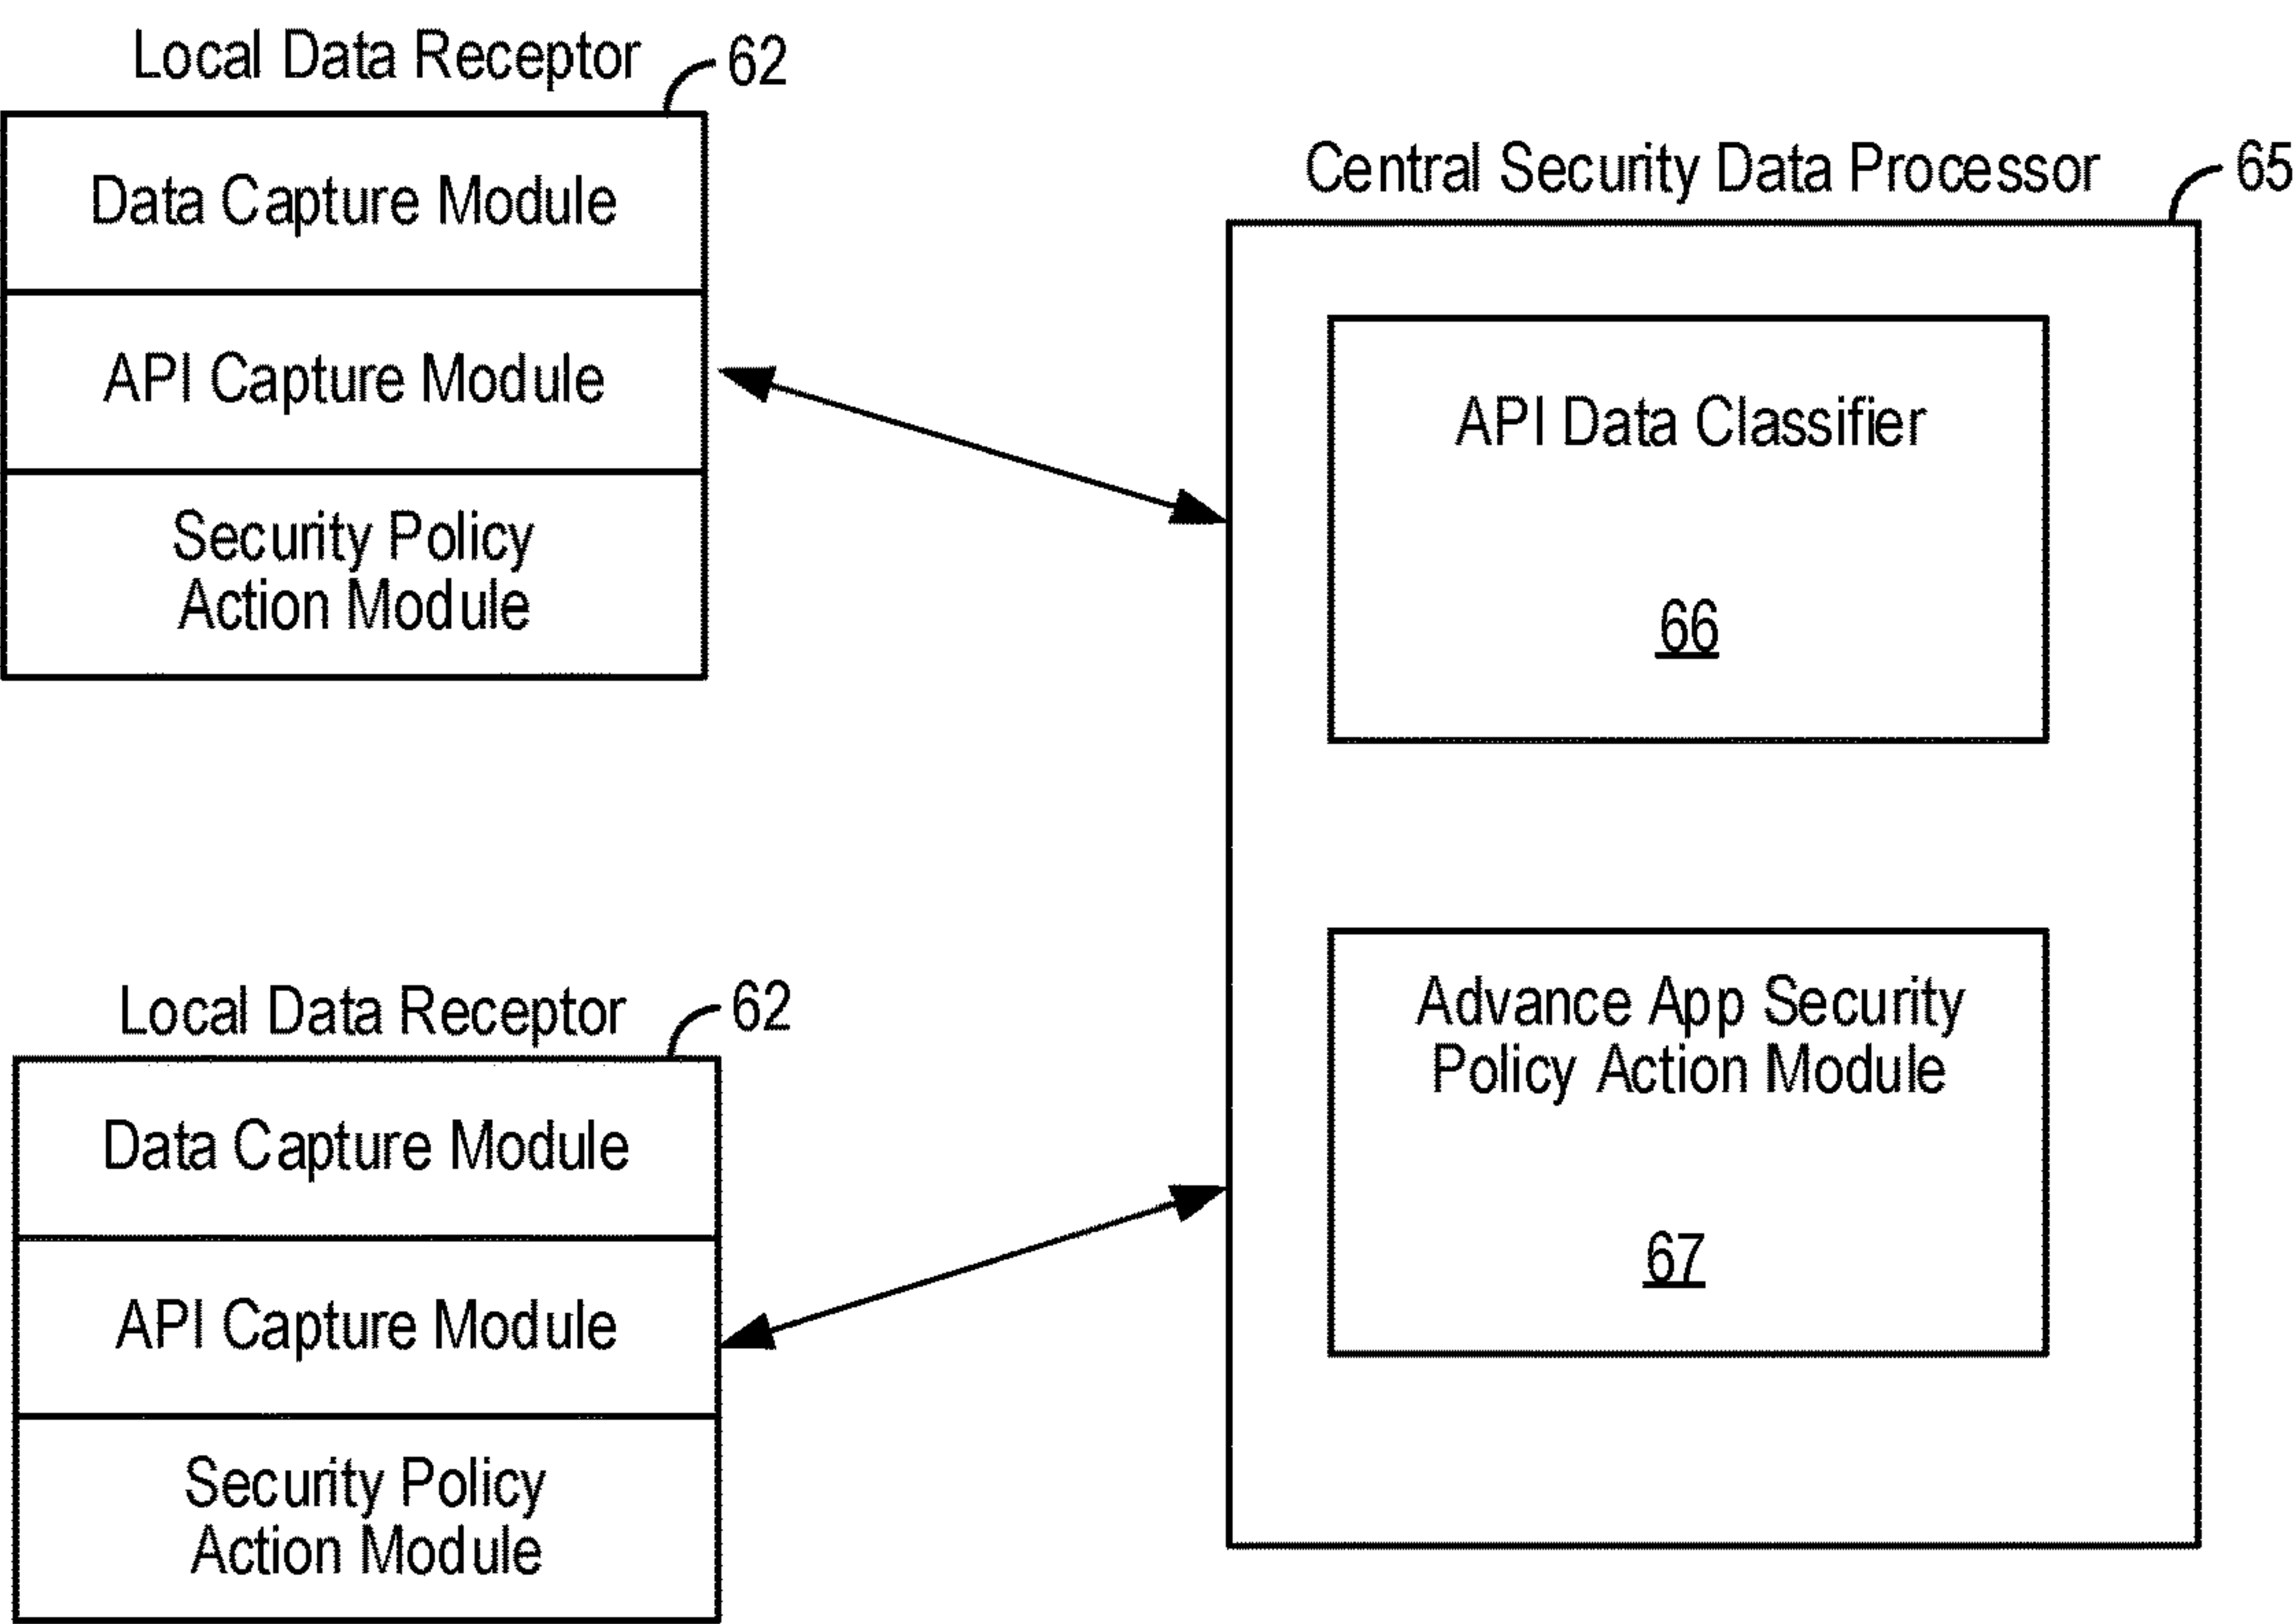 Local Data Receptor
62
Data Capture Module
API Capture Module
Security Policy
Action Module
Central Security Data Processor
65
API Data Classifier
66
Advance App Security
Policy Action Module
67
Local Data Receptor
62
Data Capture Module
API Capture Module
Security Policy
Action Module